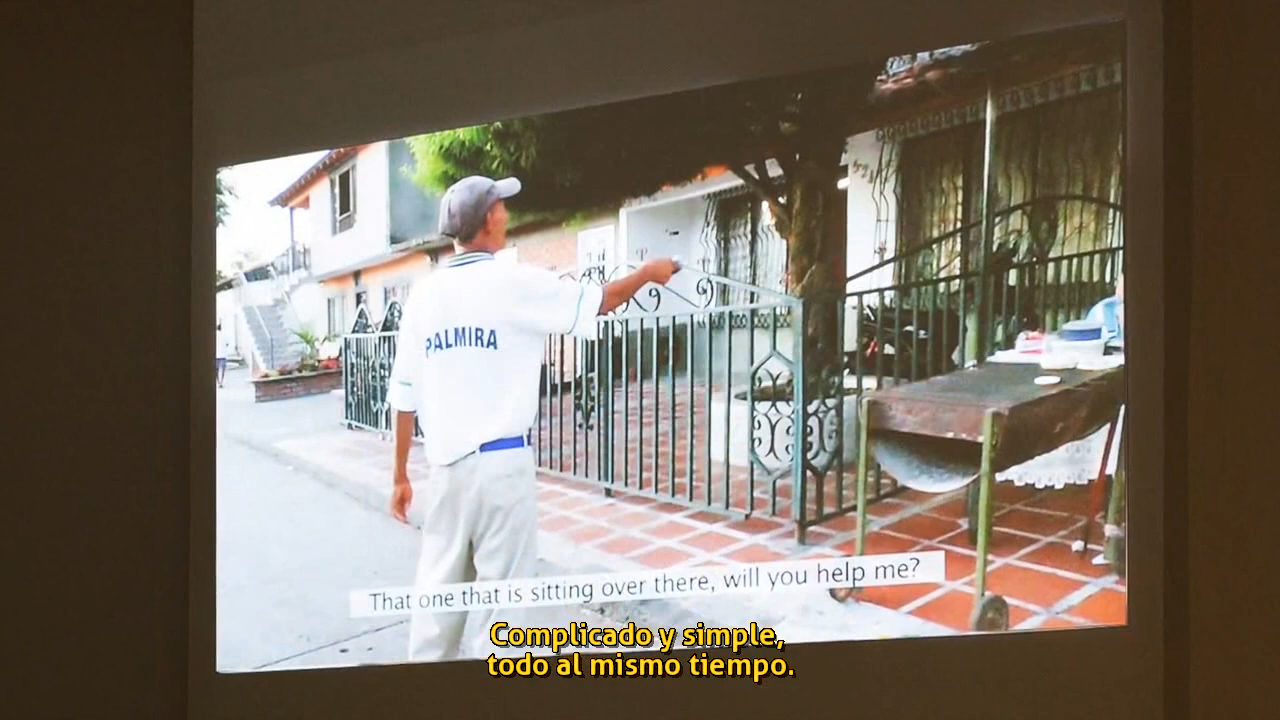 PALMIRA
That one that is sitting over there, will you help me?
Complicado y simple,
todo al mismo tiempo.